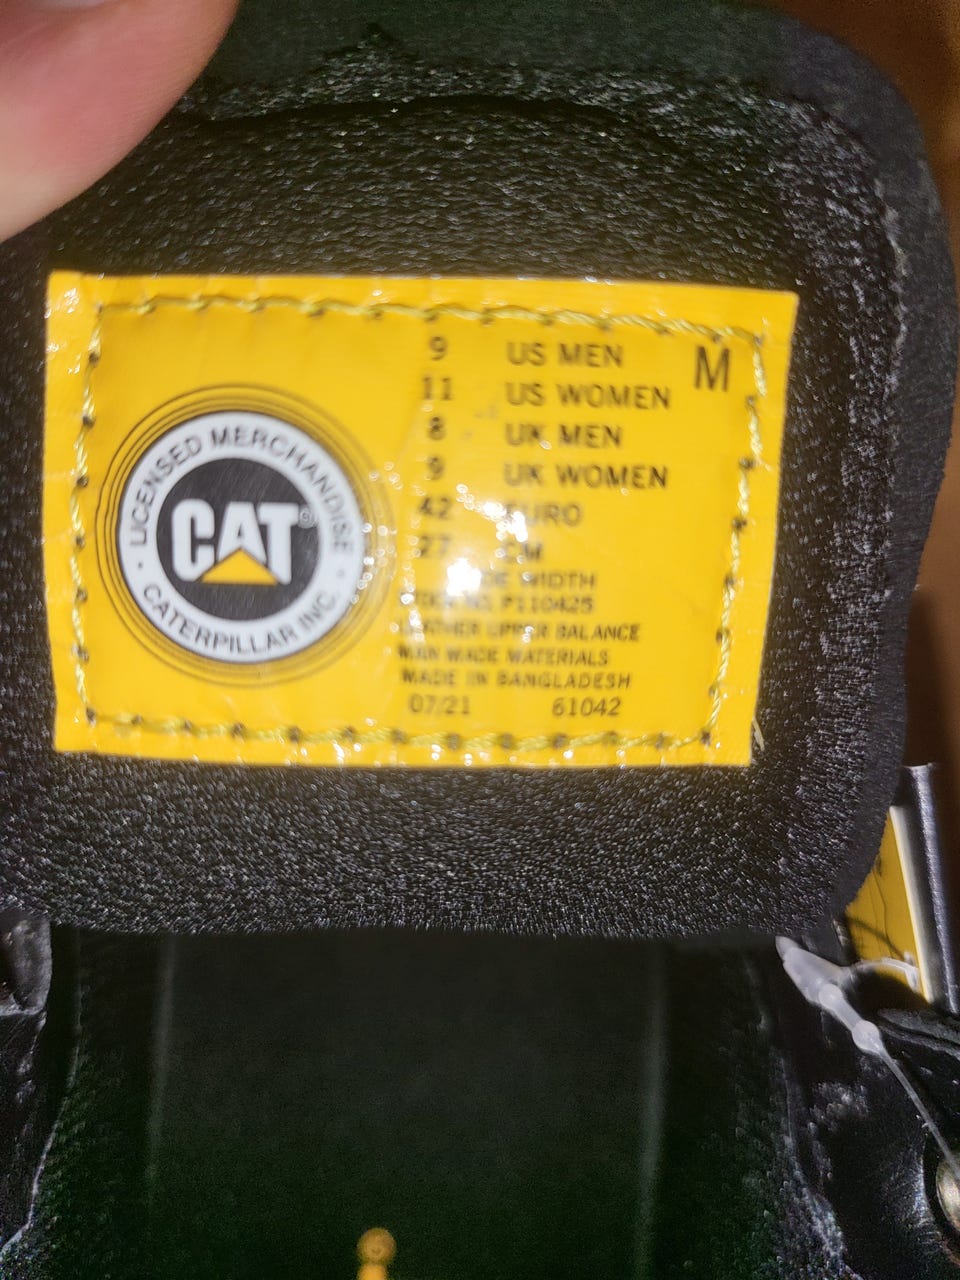 LICENSED MERCHANDISE
CAT®
· CATERPILLAR INC. ·
M
9 US MEN
11 US WOMEN
8 UK MEN
9 UK WOMEN
42 EURO
27 CM
WIDTH
P110425
LEATHER UPPER BALANCE
MAN MADE MATERIALS
MADE IN BANGLADESH
07/21 61042